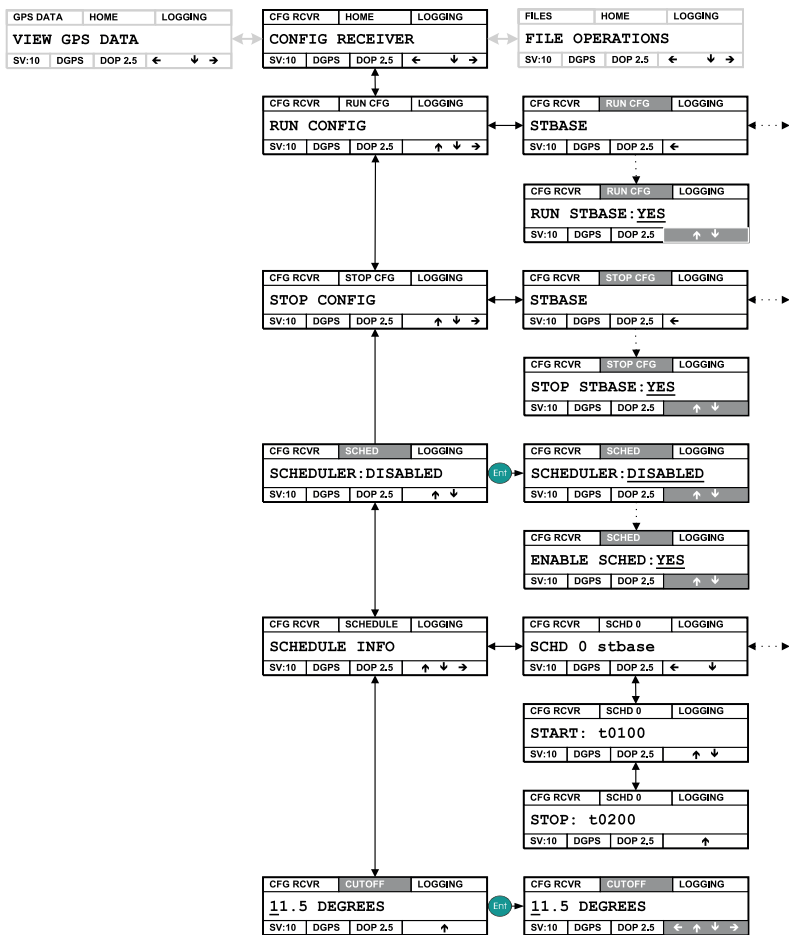 GPS DATA HOME LOGGING
VIEW GPS DATA
SV:10 DGPS DOP 2.5 ← ↓ →
CFG RCVR HOME LOGGING
CONFIG RECEIVER
SV:10 DGPS DOP 2.5 ← ↓ →
FILES HOME LOGGING
FILE OPERATIONS
SV:10 DGPS DOP 2.5 ← ↓ →
CFG RCVR RUN CFG LOGGING
RUN CONFIG
SV:10 DGPS DOP 2.5 ↑ ↓ →
CFG RCVR RUN CFG LOGGING
STBASE
SV:10 DGPS DOP 2.5 ←
CFG RCVR RUN CFG LOGGING
RUN STBASE:YES
SV:10 DGPS DOP 2.5 ↑ ↓
CFG RCVR STOP CFG LOGGING
STOP CONFIG
SV:10 DGPS DOP 2.5 ↑ ↓ →
CFG RCVR STOP CFG LOGGING
STBASE
SV:10 DGPS DOP 2.5 ←
CFG RCVR STOP CFG LOGGING
STOP STBASE:YES
SV:10 DGPS DOP 2.5 ↑ ↓
CFG RCVR SCHED LOGGING
SCHEDULER:DISABLED
SV:10 DGPS DOP 2.5 ↑ ↓
Ent
CFG RCVR SCHED LOGGING
SCHEDULER:DISABLED
SV:10 DGPS DOP 2.5 ↑ ↓
CFG RCVR SCHED LOGGING
ENABLE SCHED:YES
SV:10 DGPS DOP 2.5 ↑ ↓
CFG RCVR SCHEDULE LOGGING
SCHEDULE INFO
SV:10 DGPS DOP 2.5 ↑ ↓ →
CFG RCVR SCHD 0 LOGGING
SCHD 0 stbase
SV:10 DGPS DOP 2.5 ← ↓
CFG RCVR SCHD 0 LOGGING
START: t0100
SV:10 DGPS DOP 2.5 ↑ ↓
CFG RCVR SCHD 0 LOGGING
STOP: t0200
SV:10 DGPS DOP 2.5 ↑
CFG RCVR CUTOFF LOGGING
11.5 DEGREES
SV:10 DGPS DOP 2.5 ↑
Ent
CFG RCVR CUTOFF LOGGING
11.5 DEGREES
SV:10 DGPS DOP 2.5 ← ↑ ↓ →